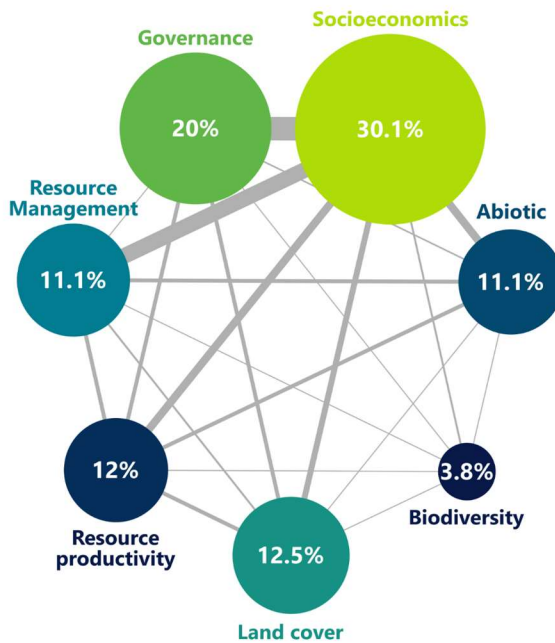 Socioeconomics
Governance
30.1%
20%
Resource
Management
Abiotic
11.1%
11.1%
12%
3.8%
Biodiversity
Resource
productivity
12.5%
Land cover